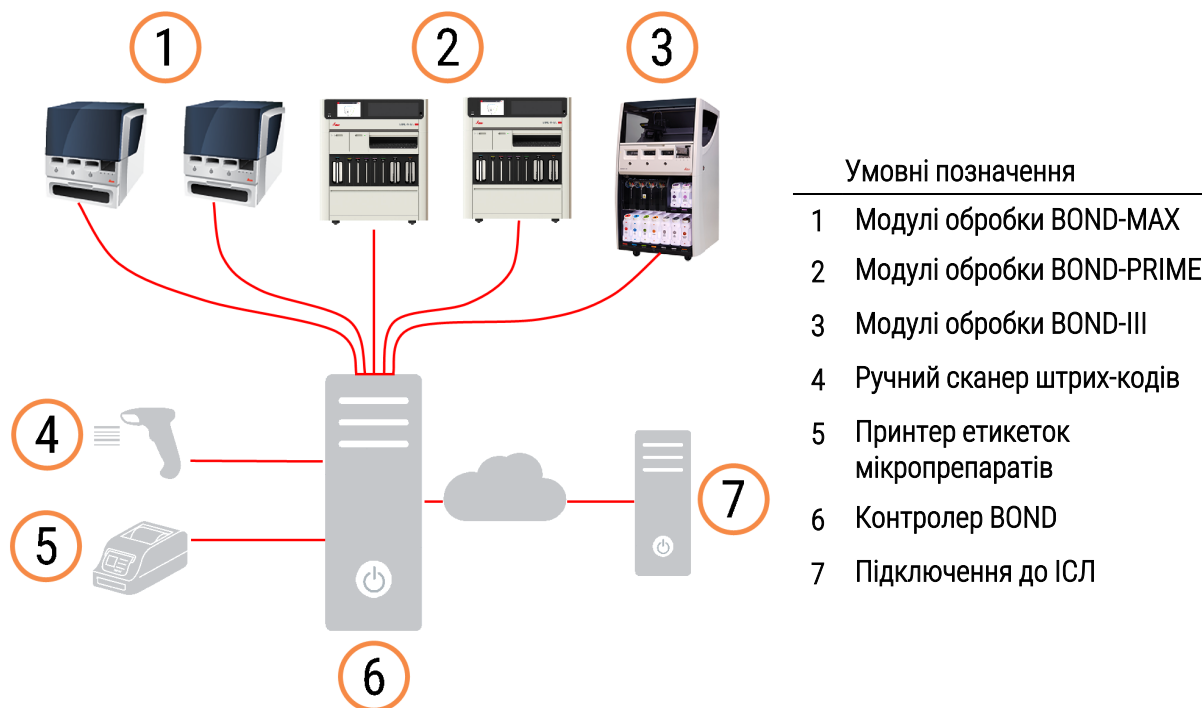 1
2
3
4
5
6
7
Умовні позначення
1 Модулі обробки BOND-MAX
2 Модулі обробки BOND-PRIME
3 Модулі обробки BOND-III
4 Ручний сканер штрих-кодів
5 Принтер етикеток
мікропрепаратів
6 Контролер BOND
7 Підключення до ІСЛ